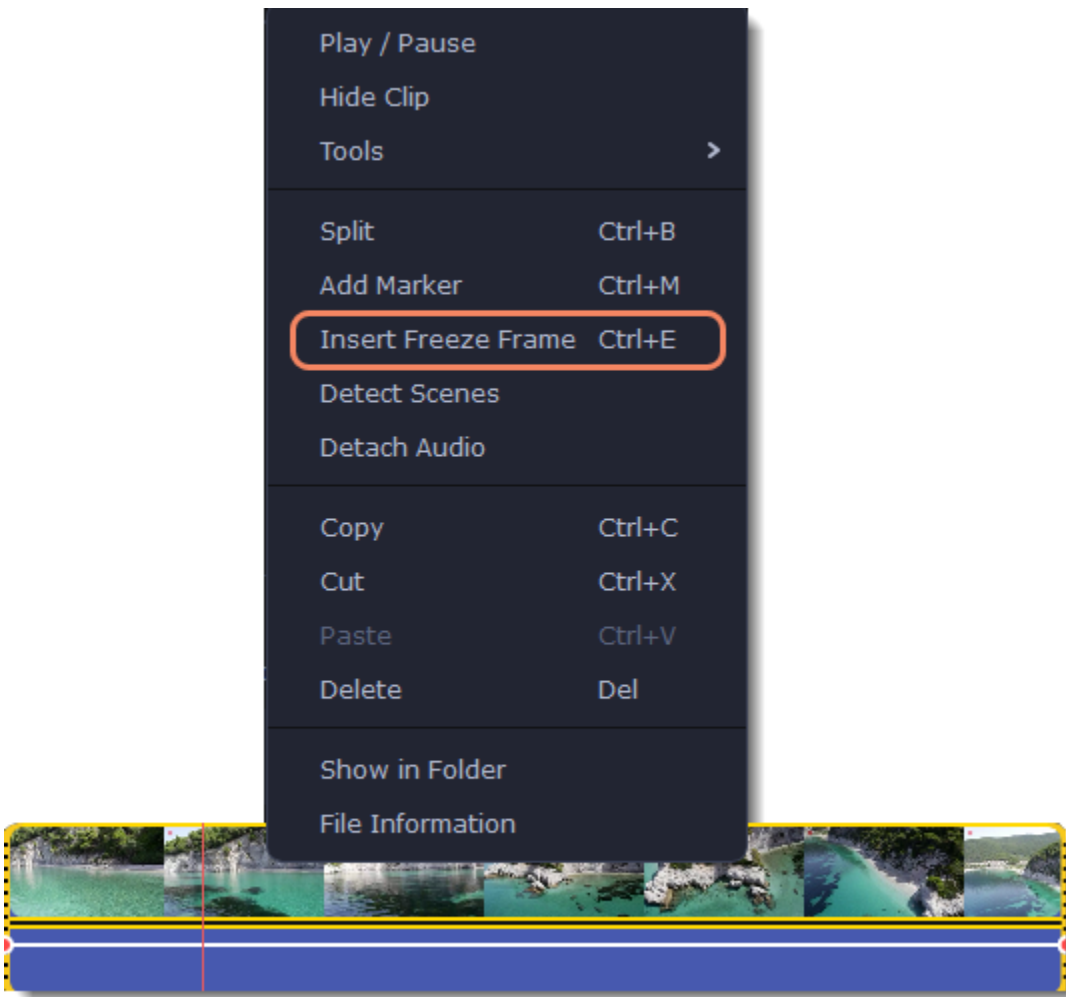 Play / Pause
Hide Clip
Tools
Split Ctrl+B
Add Marker Ctrl+M
Insert Freeze Frame Ctrl+E
Detect Scenes
Detach Audio
Copy Ctrl+C
Cut Ctrl+X
Paste Ctrl+V
Delete Del
Show in Folder
File Information